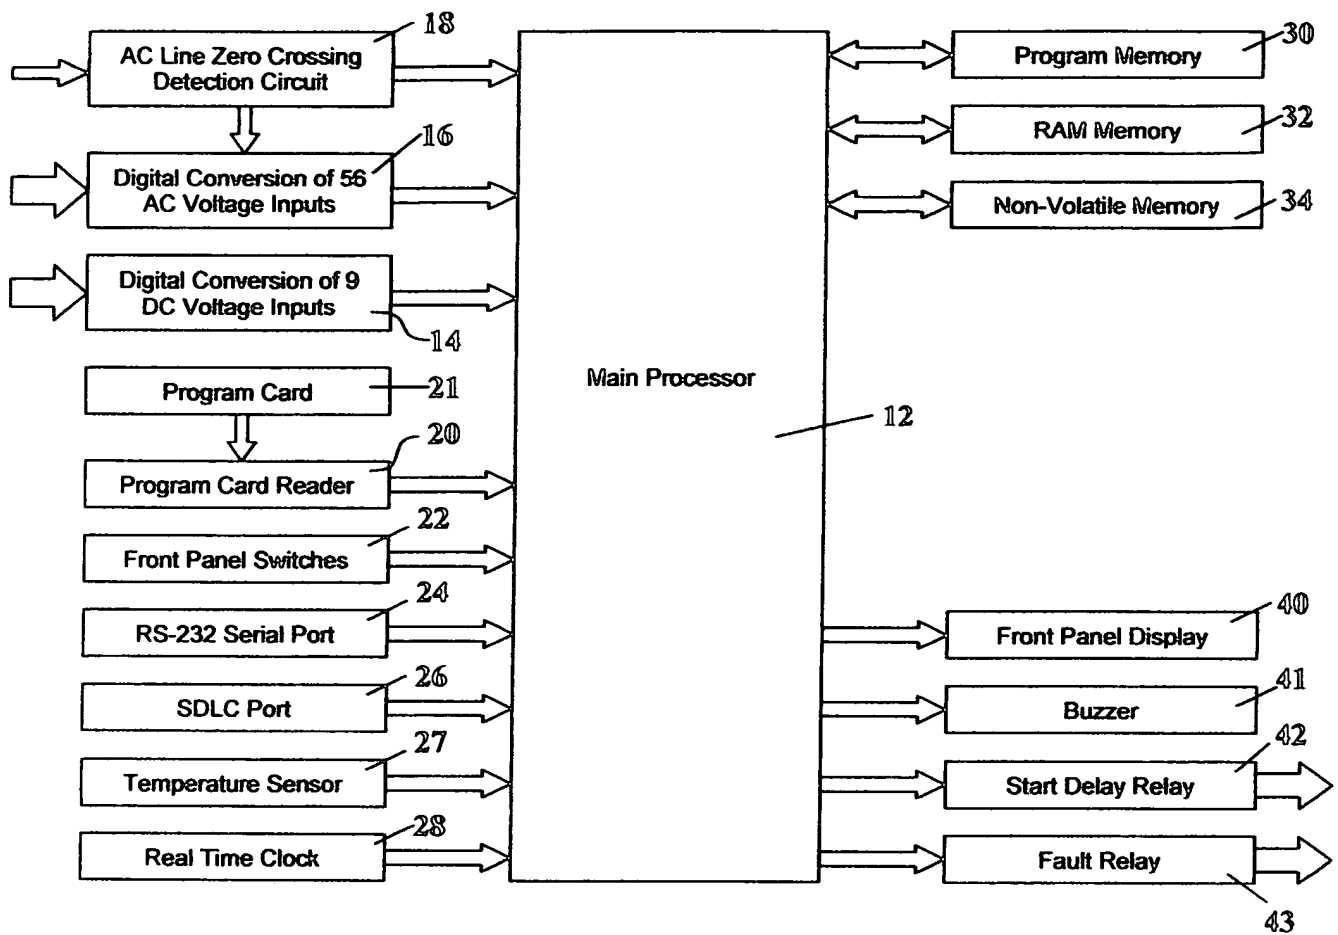 18
AC Line Zero Crossing
Detection Circuit
16
Digital Conversion of 56
AC Voltage Inputs
Digital Conversion of 9
DC Voltage Inputs
14
Program Card
21
20
Program Card Reader
22
Front Panel Switches
24
RS-232 Serial Port
26
SDLC Port
27
Temperature Sensor
28
Real Time Clock
Main Processor
12
30
Program Memory
32
RAM Memory
34
Non-Volatile Memory
40
Front Panel Display
41
Buzzer
42
Start Delay Relay
Fault Relay
43